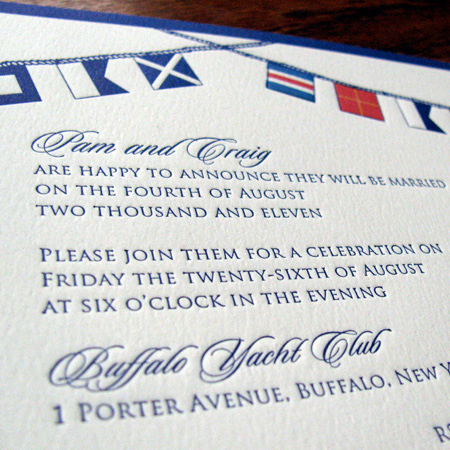 Pam and Craig
are happy to announce they will be married
on the fourth of August
two thousand and eleven
Please join them for a celebration on
Friday the twenty-sixth of August
at six o'clock in the evening
Buffalo Yacht Club
1 Porter Avenue, Buffalo, New